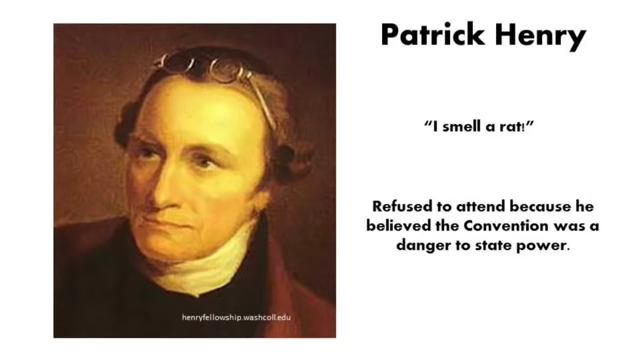 Patrick Henry
“I smell a rat!”
Refused to attend because he
believed the Convention was a
danger to state power.
henryfellowship.washcoll.edu